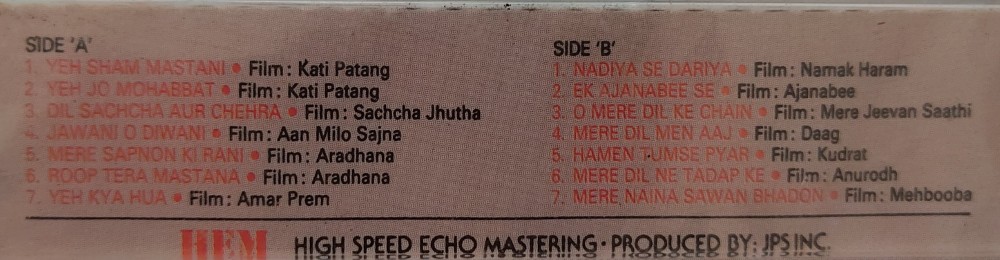 SIDE 'A'
1. YEH SHAM MASTANI • Film: Kati Patang
2. YEH JO MOHABBAT • Film: Kati Patang
3. DIL SACHCHA AUR CHEHRA • Film: Sachcha Jhutha
4. JAWANI O DIWANI • Film: Aan Milo Sajna
5. MERE SAPNON KI RANI • Film: Aradhana
6. ROOP TERA MASTANA • Film: Aradhana
7. YEH KYA HUA • Film: Amar Prem
SIDE 'B'
1. NADIYA SE DARIYA • Film: Namak Haram
2. EK AJANABEE SE • Film: Ajanabee
3. O MERE DIL KE CHAIN • Film: Mere Jeevan Saathi
4. MERE DIL MEN AAJ • Film: Daag
5. HAMEN TUMSE PYAR • Film: Kudrat
6. MERE DIL NE TADAP KE • Film: Anurodh
7. MERE NAINA SAWAN BHADON • Film: Mehbooba
HEM HIGH SPEED ECHO MASTERING • PRODUCED BY: JPS INC.